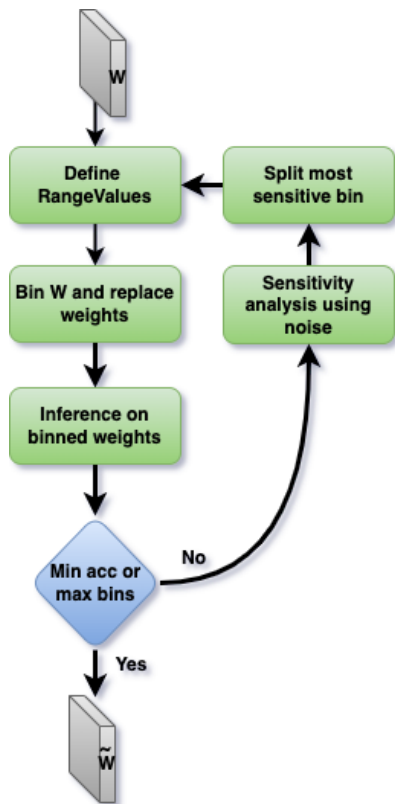 W
Define
RangeValues
Split most
sensitive bin
Bin W and replace
weights
Sensitivity
analysis using
noise
Inference on
binned weights
Min acc or
max bins
No
Yes
W̃